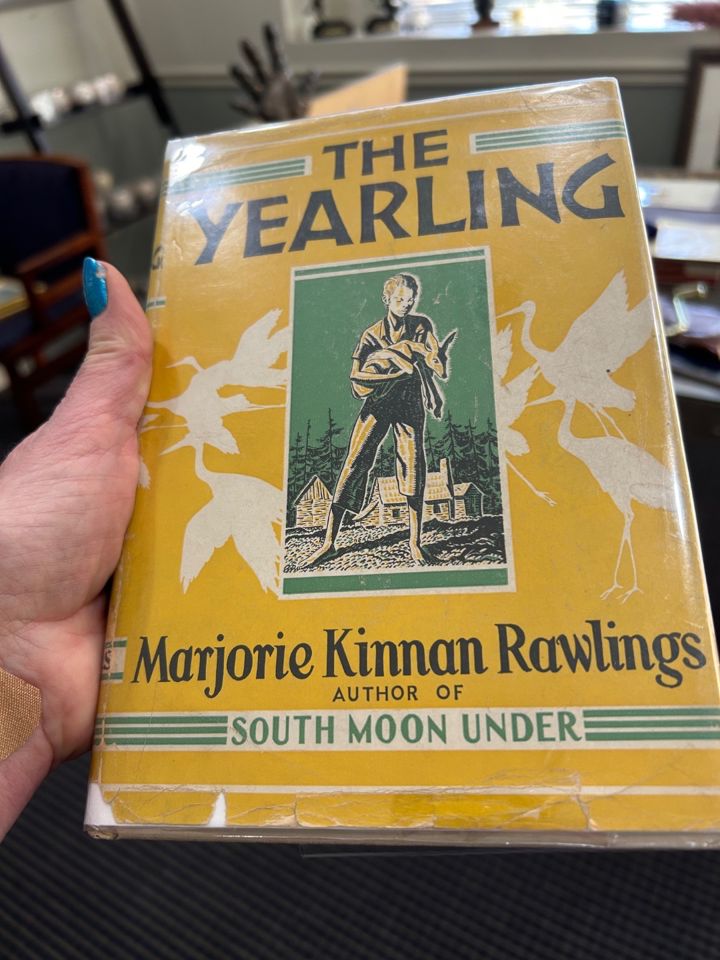 THE
YEARLING
Marjorie Kinnan Rawlings
AUTHOR OF
SOUTH MOON UNDER